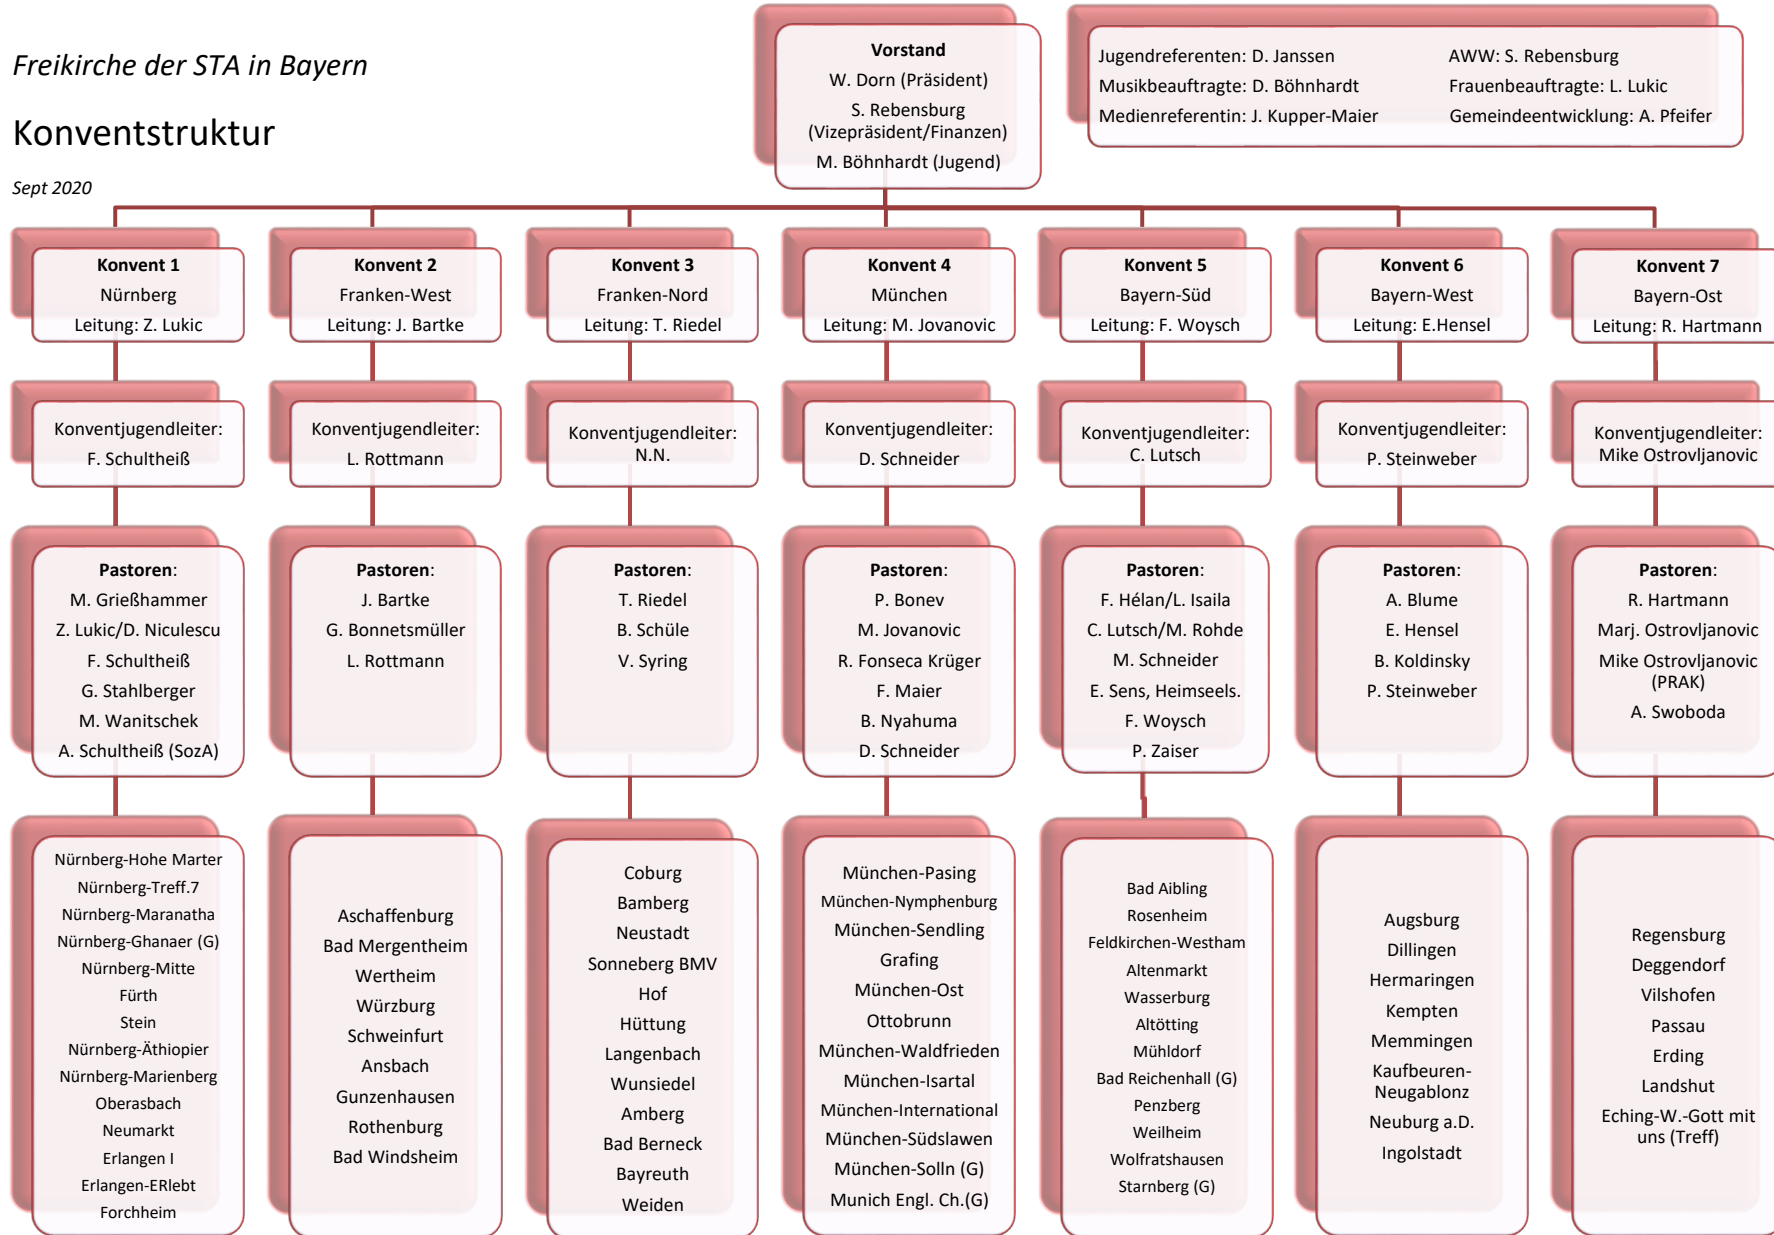 Freikirche der STA in Bayern
Konventstruktur
Sept 2020
Vorstand
W. Dorn (Präsident)
S. Rebensburg
(Vizepräsident/Finanzen)
M. Böhnhardt (Jugend)
Jugendreferenten: D. Janssen
Musikbeauftragte: D. Böhnhardt
Medienreferentin: J. Kupper-Maier
AWW: S. Rebensburg
Frauenbeauftragte: L. Lukic
Gemeindeentwicklung: A. Pfeifer
Konvent 1
Nürnberg
Leitung: Z. Lukic
Konventjugendleiter:
F. Schultheiß
Pastoren:
M. Grießhammer
Z. Lukic/D. Niculescu
F. Schultheiß
G. Stahlberger
M. Wanitschek
A. Schultheiß (SozA)
Nürnberg-Hohe Marter
Nürnberg-Treff.7
Nürnberg-Maranatha
Nürnberg-Ghanaer (G)
Nürnberg-Mitte
Fürth
Stein
Nürnberg-Äthiopier
Nürnberg-Marienberg
Oberasbach
Neumarkt
Erlangen I
Erlangen-ERlebt
Forchheim
Konvent 2
Franken-West
Leitung: J. Bartke
Konventjugendleiter:
L. Rottmann
Pastoren:
J. Bartke
G. Bonnetsmüller
L. Rottmann
Aschaffenburg
Bad Mergentheim
Wertheim
Würzburg
Schweinfurt
Ansbach
Gunzenhausen
Rothenburg
Bad Windsheim
Konvent 3
Franken-Nord
Leitung: T. Riedel
Konventjugendleiter:
N.N.
Pastoren:
T. Riedel
B. Schüle
V. Syring
Coburg
Bamberg
Neustadt
Sonneberg BMV
Hof
Hüttung
Langenbach
Wunsiedel
Amberg
Bad Berneck
Bayreuth
Weiden
Konvent 4
München
Leitung: M. Jovanovic
Konventjugendleiter:
D. Schneider
Pastoren:
P. Bonev
M. Jovanovic
R. Fonseca Krüger
F. Maier
B. Nyahuma
D. Schneider
München-Pasing
München-Nymphenburg
München-Sendling
Grafing
München-Ost
Ottobrunn
München-Waldfrieden
München-Isartal
München-International
München-Südslawen
München-Solln (G)
Munich Engl. Ch.(G)
Konvent 5
Bayern-Süd
Leitung: F. Woysch
Konventjugendleiter:
C. Lutsch
Pastoren:
F. Hélan/L. Isaila
C. Lutsch/M. Rohde
M. Schneider
E. Sens, Heimseels.
F. Woysch
P. Zaiser
Bad Aibling
Rosenheim
Feldkirchen-Westham
Altenmarkt
Wasserburg
Altötting
Mühldorf
Bad Reichenhall (G)
Penzberg
Weilheim
Wolfratshausen
Starnberg (G)
Konvent 6
Bayern-West
Leitung: E.Hensel
Konventjugendleiter:
P. Steinweber
Pastoren:
A. Blume
E. Hensel
B. Koldinsky
P. Steinweber
Augsburg
Dillingen
Hermaringen
Kempten
Memmingen
Kaufbeuren-
Neugablonz
Neuburg a.D.
Ingolstadt
Konvent 7
Bayern-Ost
Leitung: R. Hartmann
Konventjugendleiter:
Mike Ostrovljanovic
Pastoren:
R. Hartmann
Marj. Ostrovljanovic
Mike Ostrovljanovic
(PRAK)
A. Swoboda
Regensburg
Deggendorf
Vilshofen
Passau
Erding
Landshut
Eching-W.-Gott mit
uns (Treff)